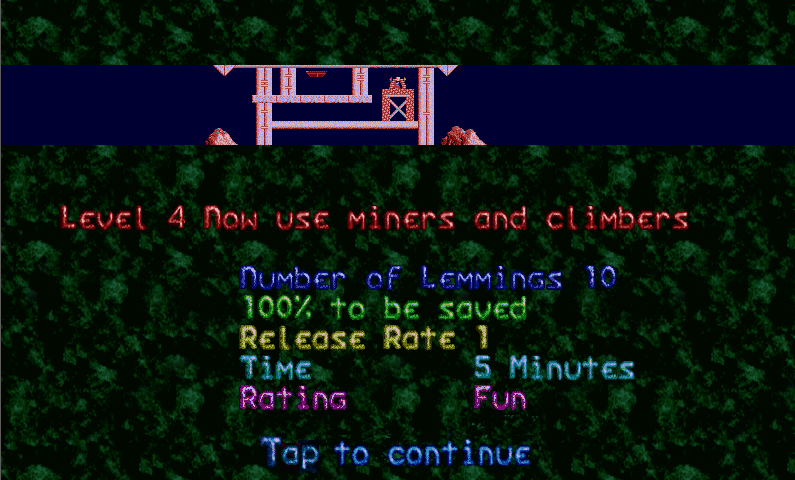 Level 4 Now use miners and climbers
Number of Lemmings 10
100% to be saved
Release Rate 1
Time 5 Minutes
Rating Fun
Tap to continue